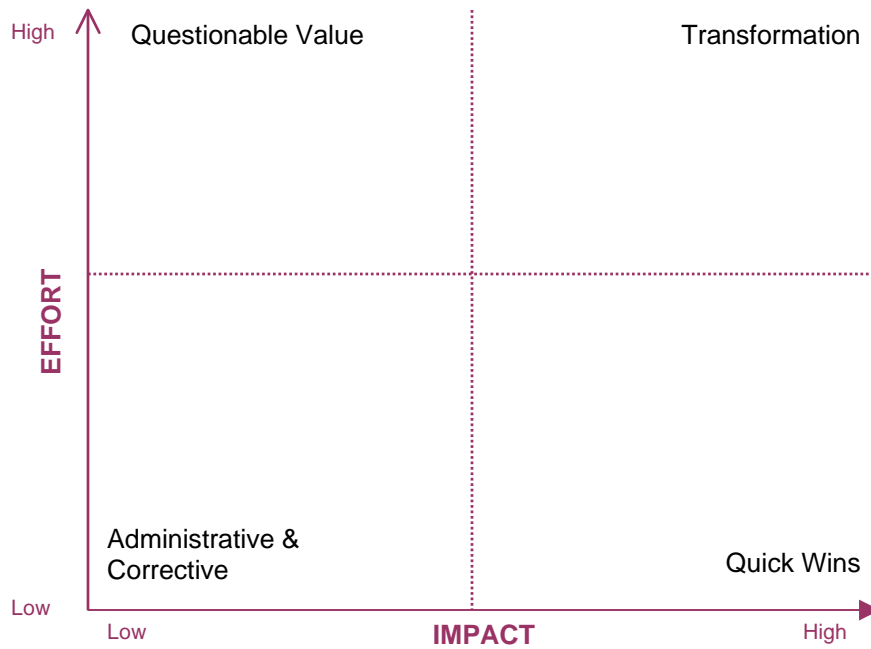 High
Questionable Value
Transformation
EFFORT
Administrative &
Corrective
Quick Wins
Low
Low
IMPACT
High